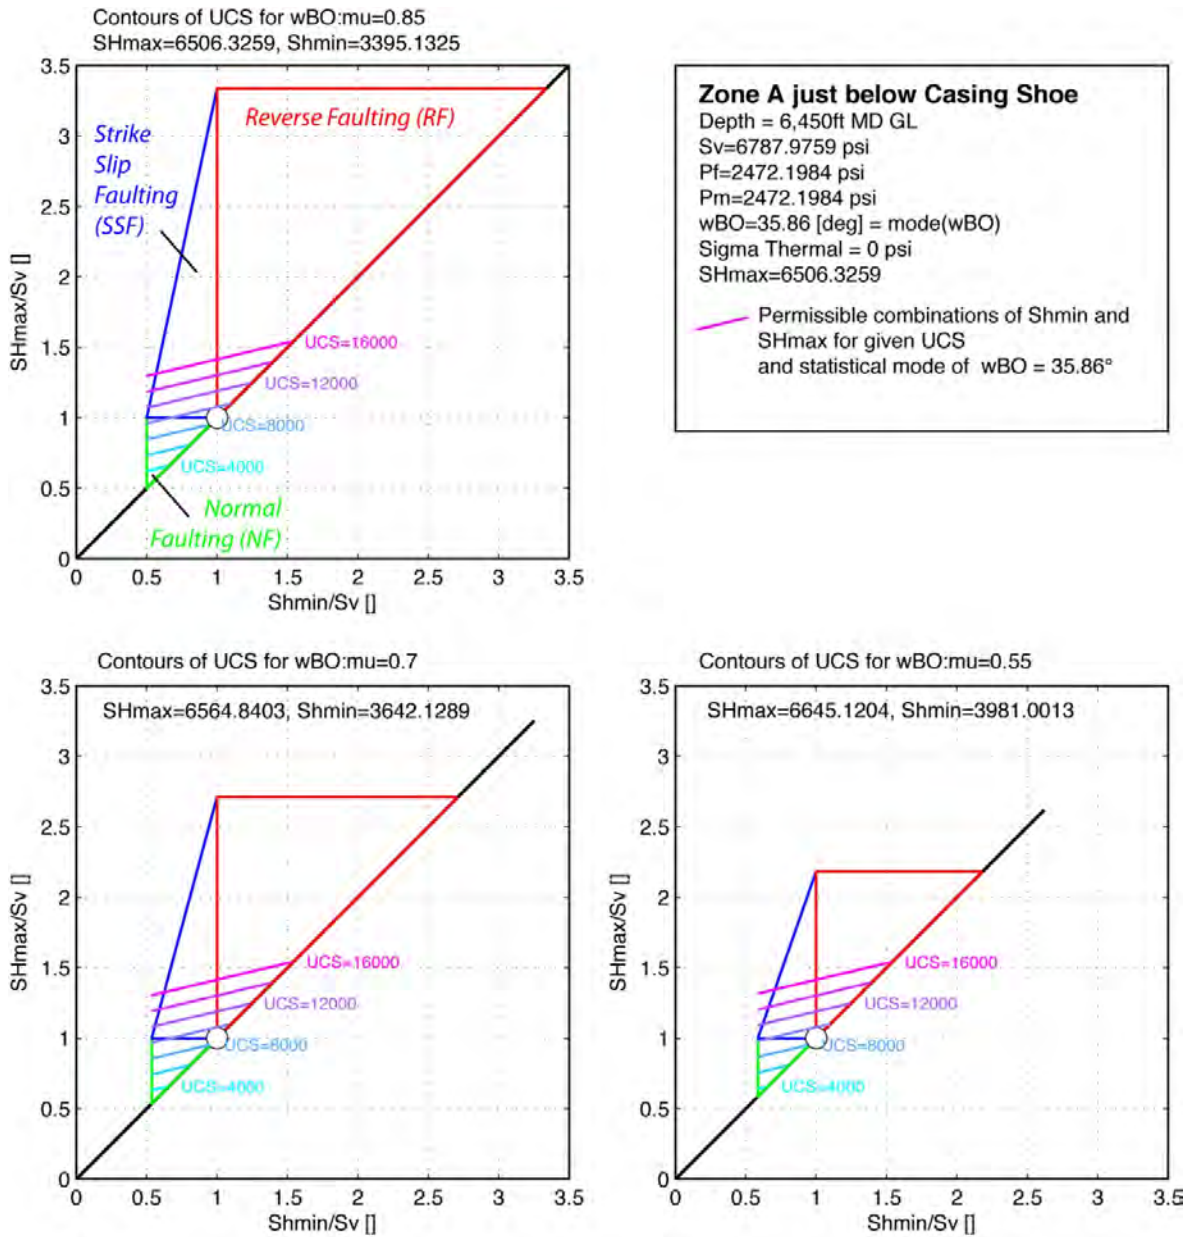 Contours of UCS for wBO:mu=0.85
SHmax=6506.3259, Shmin=3395.1325
3.5
3
2.5
2
1.5
1
0.5
0
SHmax/Sv []
Strike
Slip
Faulting
(SSF)
Reverse Faulting (RF)
UCS=16000
UCS=12000
UCS=8000
UCS=4000
Normal
Faulting (NF)
0 0.5 1 1.5 2 2.5 3 3.5
Shmin/Sv []
Zone A just below Casing Shoe
Depth = 6,450ft MD GL
Sv=6787.9759 psi
Pf=2472.1984 psi
Pm=2472.1984 psi
wBO=35.86 [deg] = mode(wBO)
Sigma Thermal = 0 psi
SHmax=6506.3259
Permissible combinations of Shmin and
SHmax for given UCS
and statistical mode of wBO = 35.86°
Contours of UCS for wBO:mu=0.7
SHmax=6564.8403, Shmin=3642.1289
3.5
3
2.5
2
1.5
1
0.5
0
SHmax/Sv []
UCS=16000
UCS=12000
UCS=8000
UCS=4000
0 0.5 1 1.5 2 2.5 3 3.5
Shmin/Sv []
Contours of UCS for wBO:mu=0.55
SHmax=6645.1204, Shmin=3981.0013
3.5
3
2.5
2
1.5
1
0.5
0
SHmax/Sv []
UCS=16000
UCS=12000
UCS=8000
UCS=4000
0 0.5 1 1.5 2 2.5 3 3.5
Shmin/Sv []